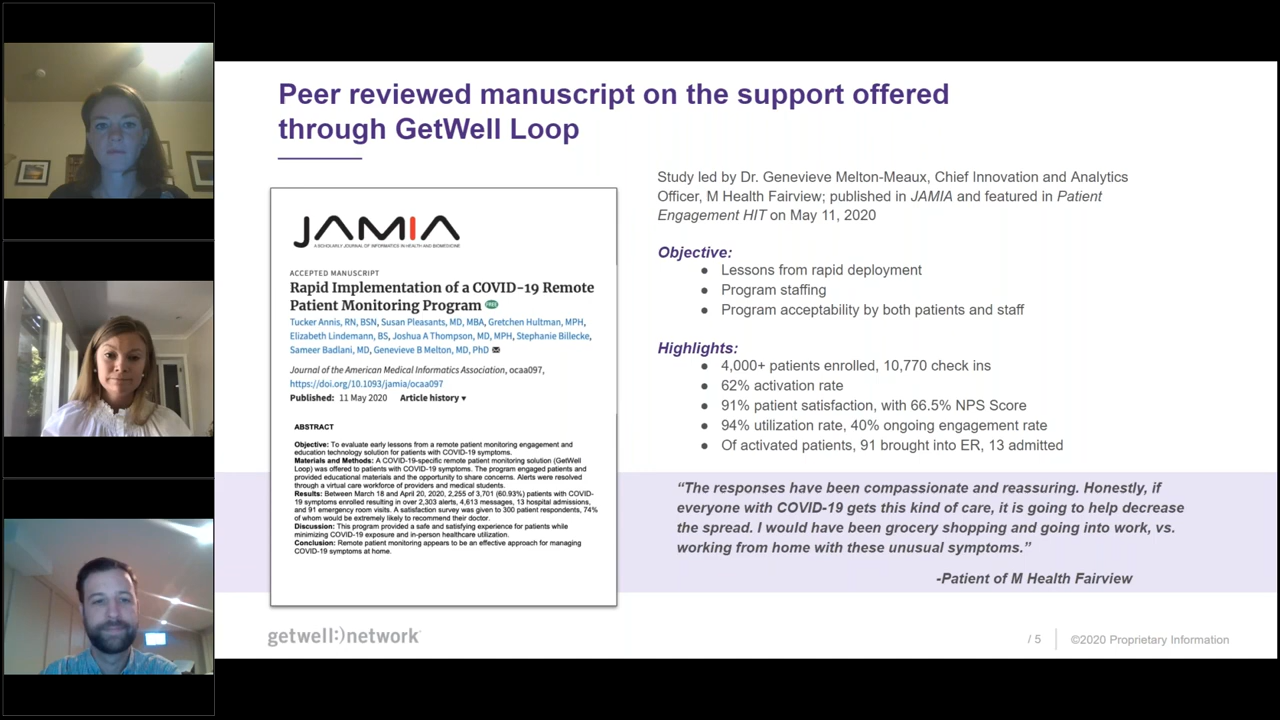 Peer reviewed manuscript on the support offered
through GetWell Loop
JAMIA
A SCHOLARLY JOURNAL OF INFORMATICS IN HEALTH AND BIOMEDICINE
ACCEPTED MANUSCRIPT
Rapid Implementation of a COVID-19 Remote
Patient Monitoring Program FREE
Tucker Annis, RN, BSN, Susan Pleasants, MD, MBA, Gretchen Hultman, MPH,
Elizabeth Lindemann, BS, Joshua A Thompson, MD, MPH, Stephanie Billecke,
Sameer Badlani, MD, Genevieve B Melton, MD, PhD
Journal of the American Medical Informatics Association, ocaa097,
https://doi.org/10.1093/jamia/ocaa097
Published: 11 May 2020 Article history ▾
ABSTRACT
Objective: To evaluate early lessons from a remote patient monitoring engagement and
education technology solution for patients with COVID-19 symptoms.
Materials and Methods: A COVID-19-specific remote patient monitoring solution (GetWell
Loop) was offered to patients with COVID-19 symptoms. The program engaged patients and
provided educational materials and the opportunity to share concerns. Alerts were resolved
through a virtual care workforce of providers and medical students.
Results: Between March 18 and April 20, 2020, 2,255 of 3,701 (60.93%) patients with COVID-
19 symptoms enrolled resulting in over 2,303 alerts, 4,613 messages, 13 hospital admissions,
and 91 emergency room visits. A satisfaction survey was given to 300 patient respondents, 74%
of whom would be extremely likely to recommend their doctor.
Discussion: This program provided a safe and satisfying experience for patients while
minimizing COVID-19 exposure and in-person healthcare utilization.
Conclusion: Remote patient monitoring appears to be an effective approach for managing
COVID-19 symptoms at home.
Study led by Dr. Genevieve Melton-Meaux, Chief Innovation and Analytics
Officer, M Health Fairview; published in JAMIA and featured in Patient
Engagement HIT on May 11, 2020
Objective:
● Lessons from rapid deployment
● Program staffing
● Program acceptability by both patients and staff
Highlights:
● 4,000+ patients enrolled, 10,770 check ins
● 62% activation rate
● 91% patient satisfaction, with 66.5% NPS Score
● 94% utilization rate, 40% ongoing engagement rate
● Of activated patients, 91 brought into ER, 13 admitted
“The responses have been compassionate and reassuring. Honestly, if
everyone with COVID-19 gets this kind of care, it is going to help decrease
the spread. I would have been grocery shopping and going into work, vs.
working from home with these unusual symptoms.”
-Patient of M Health Fairview
getwell:)network
/ 5
©2020 Proprietary Information